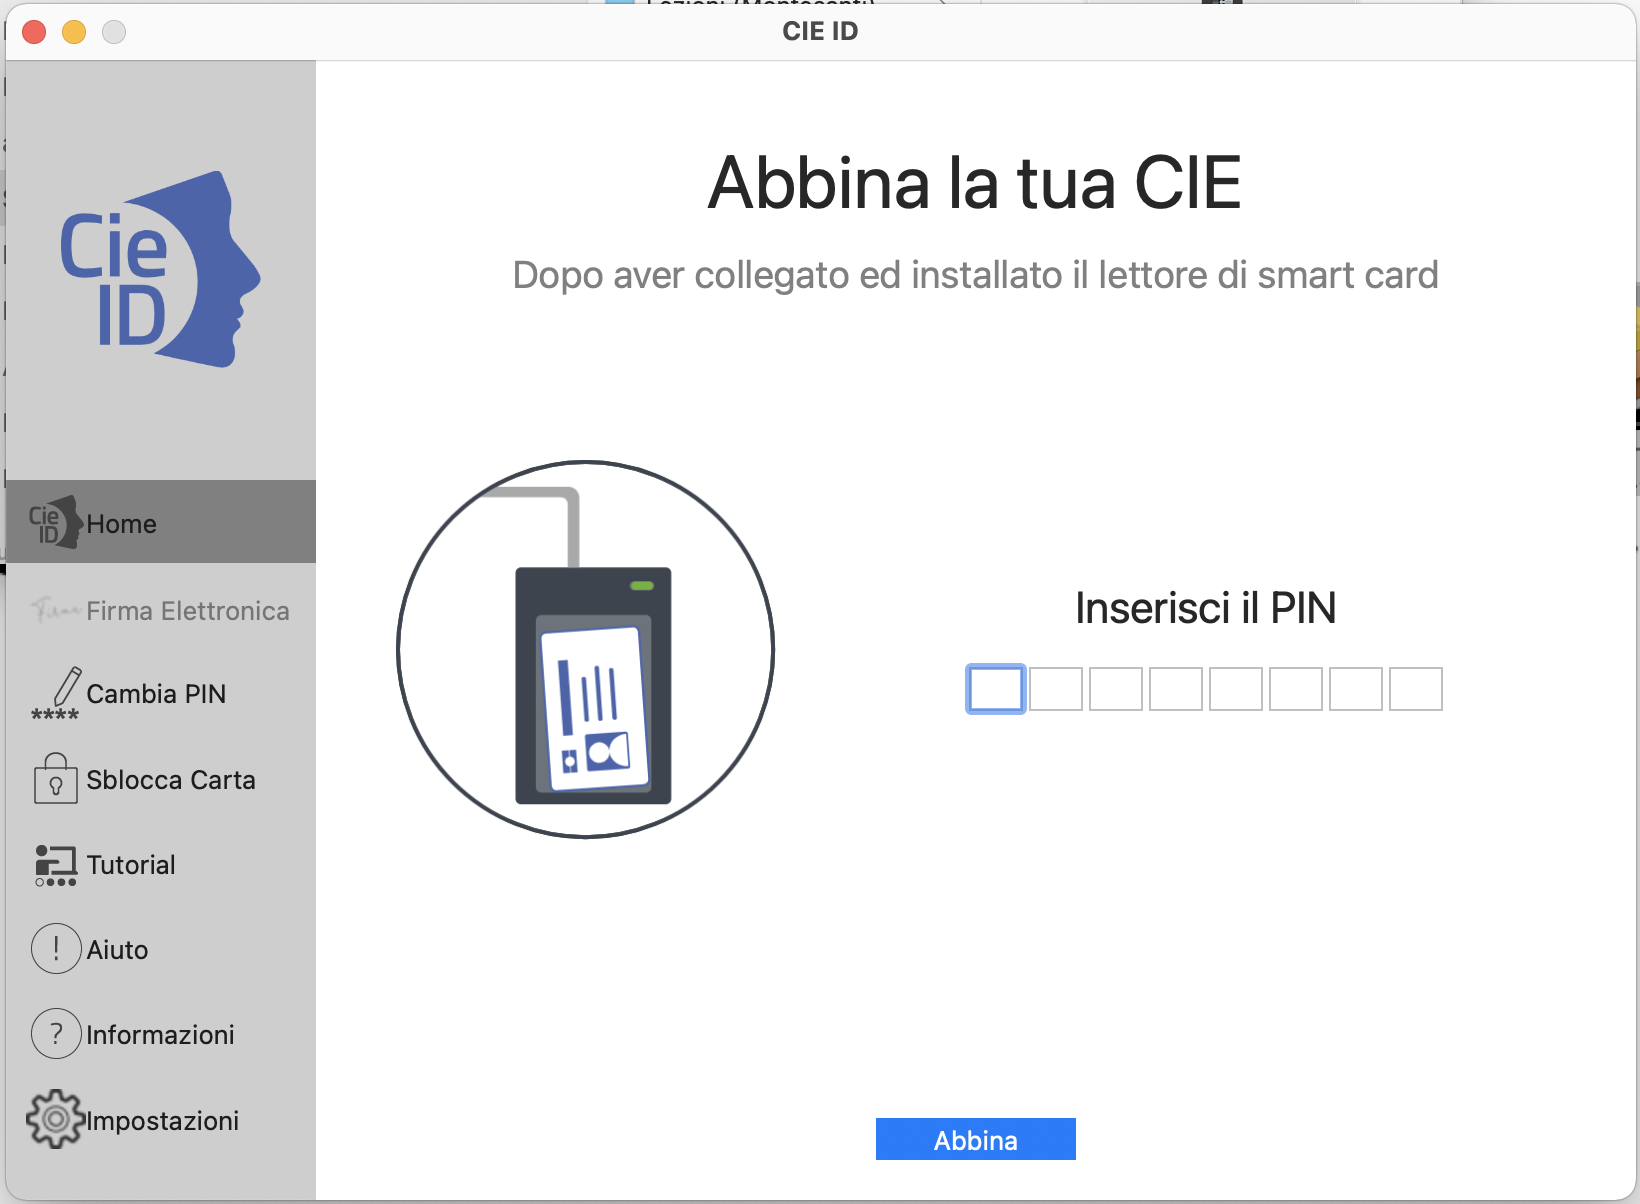 CIE ID
Cie
ID
Abbina la tua CIE
Dopo aver collegato ed installato il lettore di smart card
Cie
ID
Home
Firma
Firma Elettronica
Inserisci il PIN
****
Cambia PIN
Sblocca Carta
Tutorial
!
Aiuto
?
Informazioni
Impostazioni
Abbina